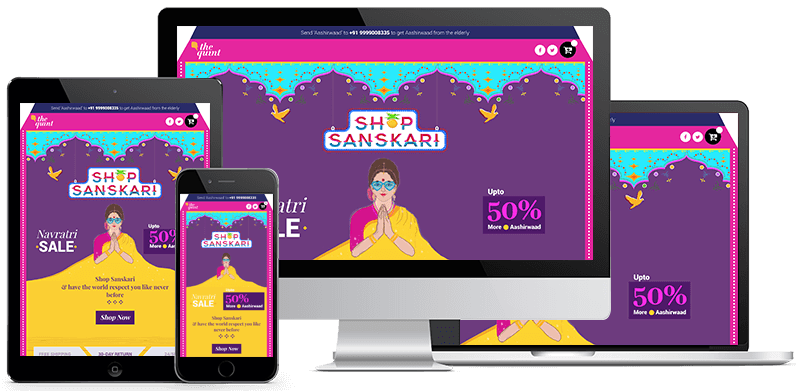 Send 'Aashirwaad' to +91 9999008335 to get Aashirwaad from the elderly
the
quint
SHOP
SANSKARI
Upto
50%
More Aashirwaad
Send 'Aashirwaad' to +91 9999008335 to get Aashirwaad from the elderly
the
quint
SHOP
SANSKARI
Navratri
SALE
Upto
50%
More Aashirwaad
Shop Sanskari
& have the world respect you like never
before
Shop Now
FREE SHIPPING
30-DAY RETURN
Send 'Aashirwaad' to +91 9999008335
the
quint
SHOP
SANSKARI
Navratri
SALE
Upto
50%
More Aashirwaad
Shop Sanskari
& have the world respect you like
never before
Shop Now
Upto
50%
More Aashirwaad